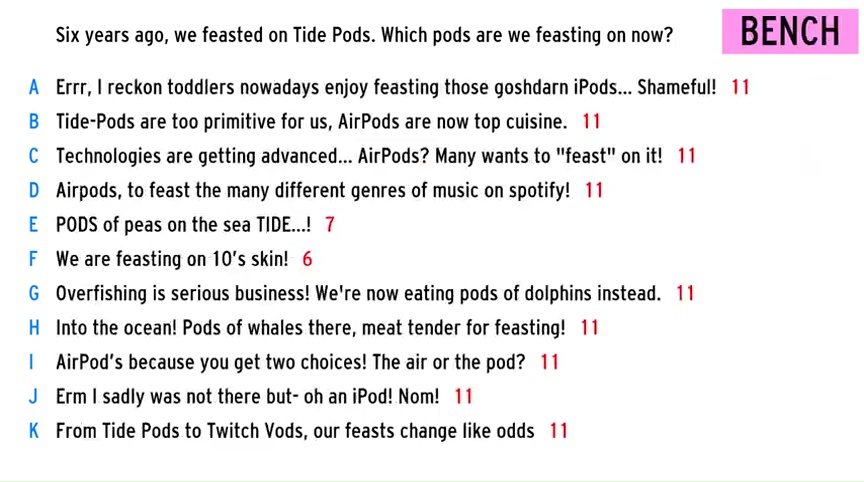 Six years ago, we feasted on Tide Pods. Which pods are we feasting on now?
BENCH
A Errr, I reckon toddlers nowadays enjoy feasting those goshdarn iPods... Shameful! 11
B Tide-Pods are too primitive for us, AirPods are now top cuisine. 11
C Technologies are getting advanced... AirPods? Many wants to "feast" on it! 11
D Airpods, to feast the many different genres of music on spotify! 11
E PODS of peas on the sea TIDE...! 7
F We are feasting on 10's skin! 6
G Overfishing is serious business! We're now eating pods of dolphins instead. 11
H Into the ocean! Pods of whales there, meat tender for feasting! 11
I AirPod's because you get two choices! The air or the pod? 11
J Erm I sadly was not there but- oh an iPod! Nom! 11
K From Tide Pods to Twitch Vods, our feasts change like odds 11